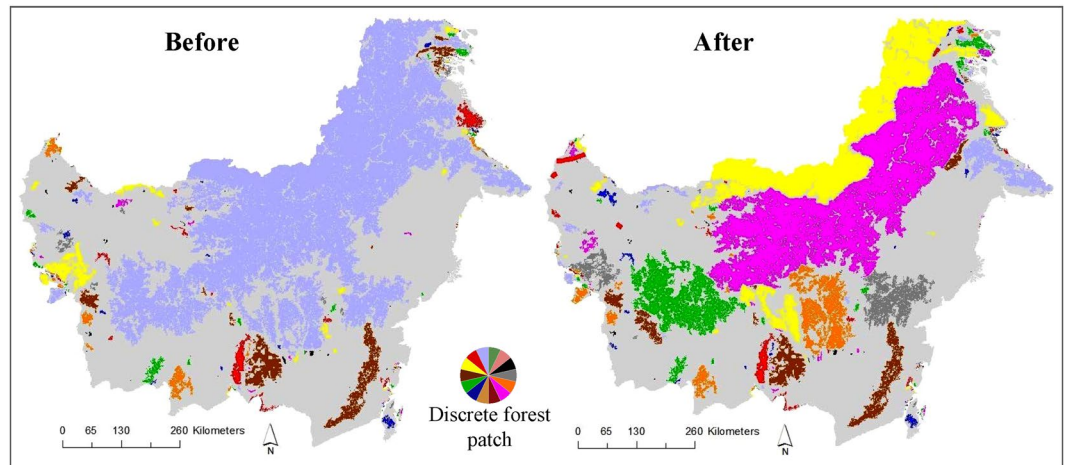 Before
After
Discrete forest
patch
0 65 130 260 Kilometers
N
0 65 130 260 Kilometers
N